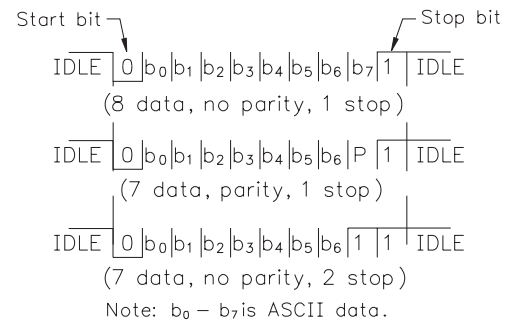 Start bit Stop bit
IDLE 0 b₀ b₁ b₂ b₃ b₄ b₅ b₆ b₇ 1 IDLE
(8 data, no parity, 1 stop)
IDLE 0 b₀ b₁ b₂ b₃ b₄ b₅ b₆ P 1 IDLE
(7 data, parity, 1 stop)
IDLE 0 b₀ b₁ b₂ b₃ b₄ b₅ b₆ 1 1 IDLE
(7 data, no parity, 2 stop)
Note: b₀ – b₇ is ASCII data.